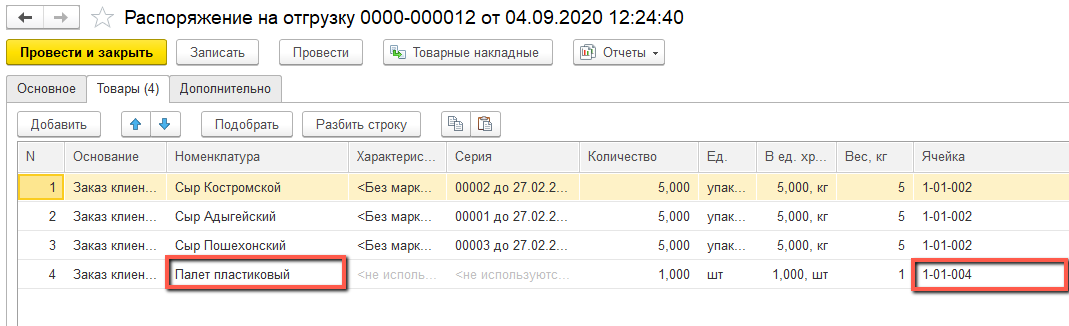 Распоряжение на отгрузку 0000-000012 от 04.09.2020 12:24:40
Провести и закрыть Записать Провести Товарные накладные Отчеты
Основное Товары (4) Дополнительно
Добавить Подобрать Разбить строку
N Основание Номенклатура Характерис... Серия Количество Ед. В ед. хр... Вес, кг Ячейка
1 Заказ клиен... Сыр Костромской <Без марк... 00002 до 27.02.2... 5,000 упак... 5,000, кг 5 1-01-002
2 Заказ клиен... Сыр Адыгейский <Без марк... 00001 до 27.02.2... 5,000 упак... 5,000, кг 5 1-01-002
3 Заказ клиен... Сыр Пошехонский <Без марк... 00003 до 27.02.2... 5,000 упак... 5,000, кг 5 1-01-002
4 Заказ клиен... Палет пластиковый <не исполь... <не используютс... 1,000 шт 1,000, шт 1 1-01-004